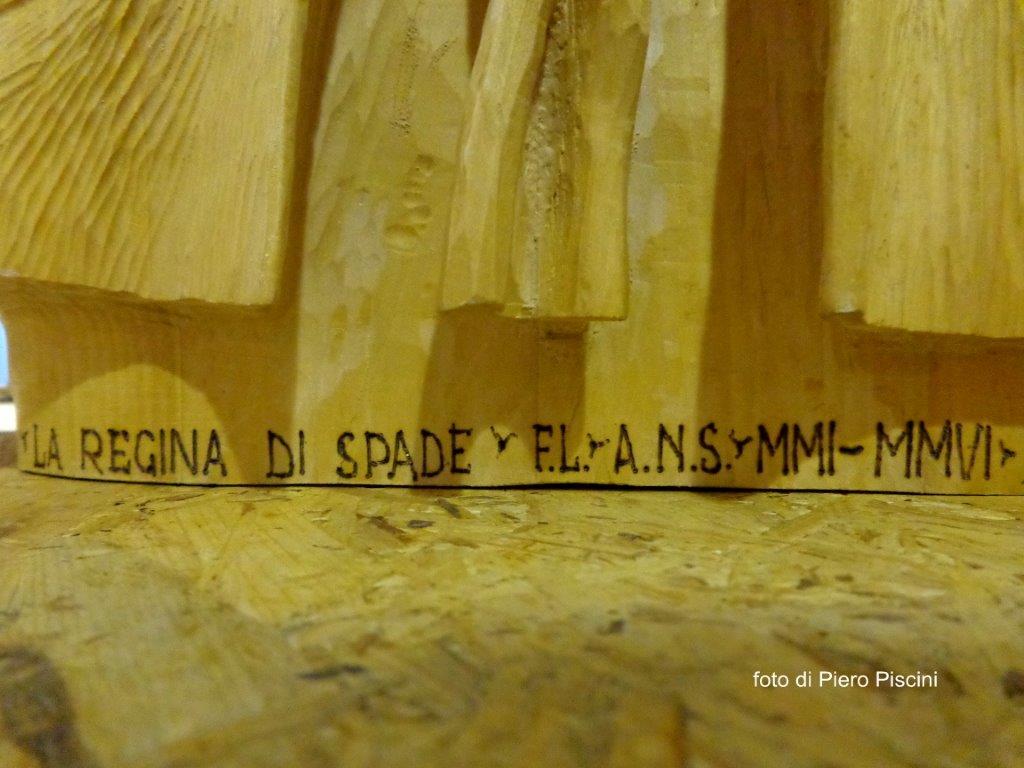 LA REGINA DI SPADE F.L. A.N.S. MMI-MMVI
foto di Piero Piscini